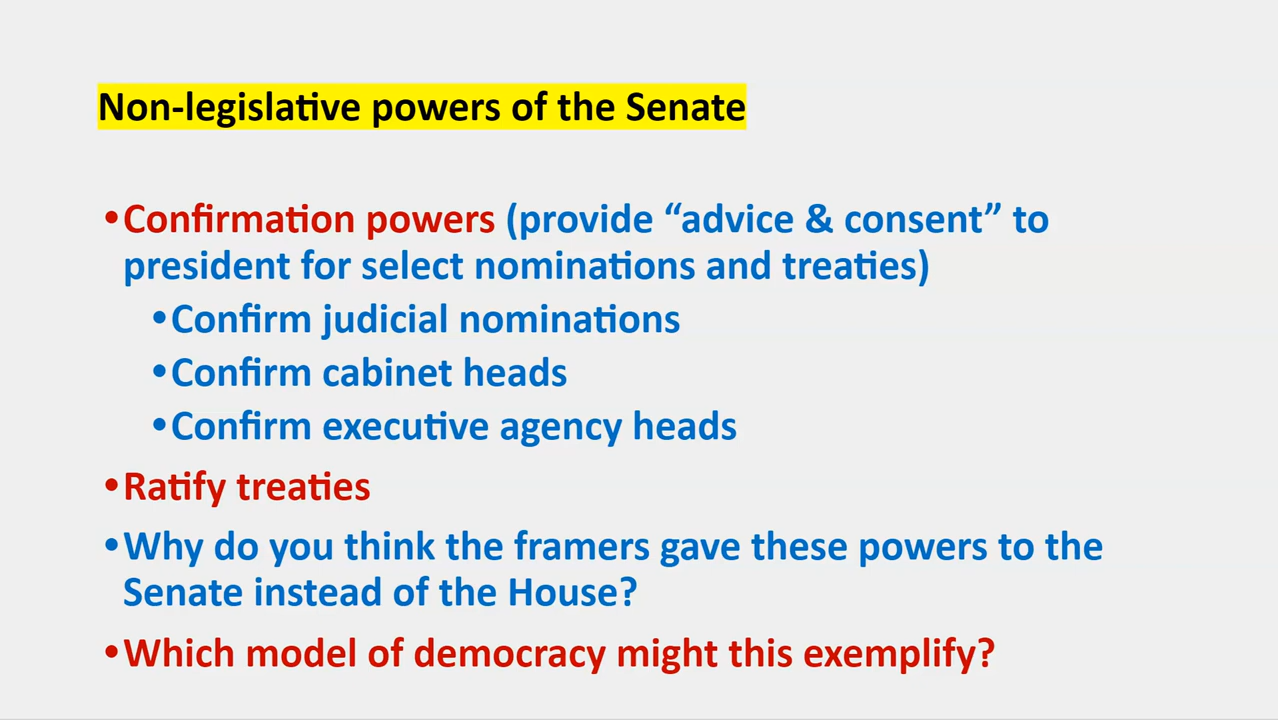 Non-legislative powers of the Senate
•Confirmation powers (provide “advice & consent” to
president for select nominations and treaties)
•Confirm judicial nominations
•Confirm cabinet heads
•Confirm executive agency heads
•Ratify treaties
•Why do you think the framers gave these powers to the
Senate instead of the House?
•Which model of democracy might this exemplify?